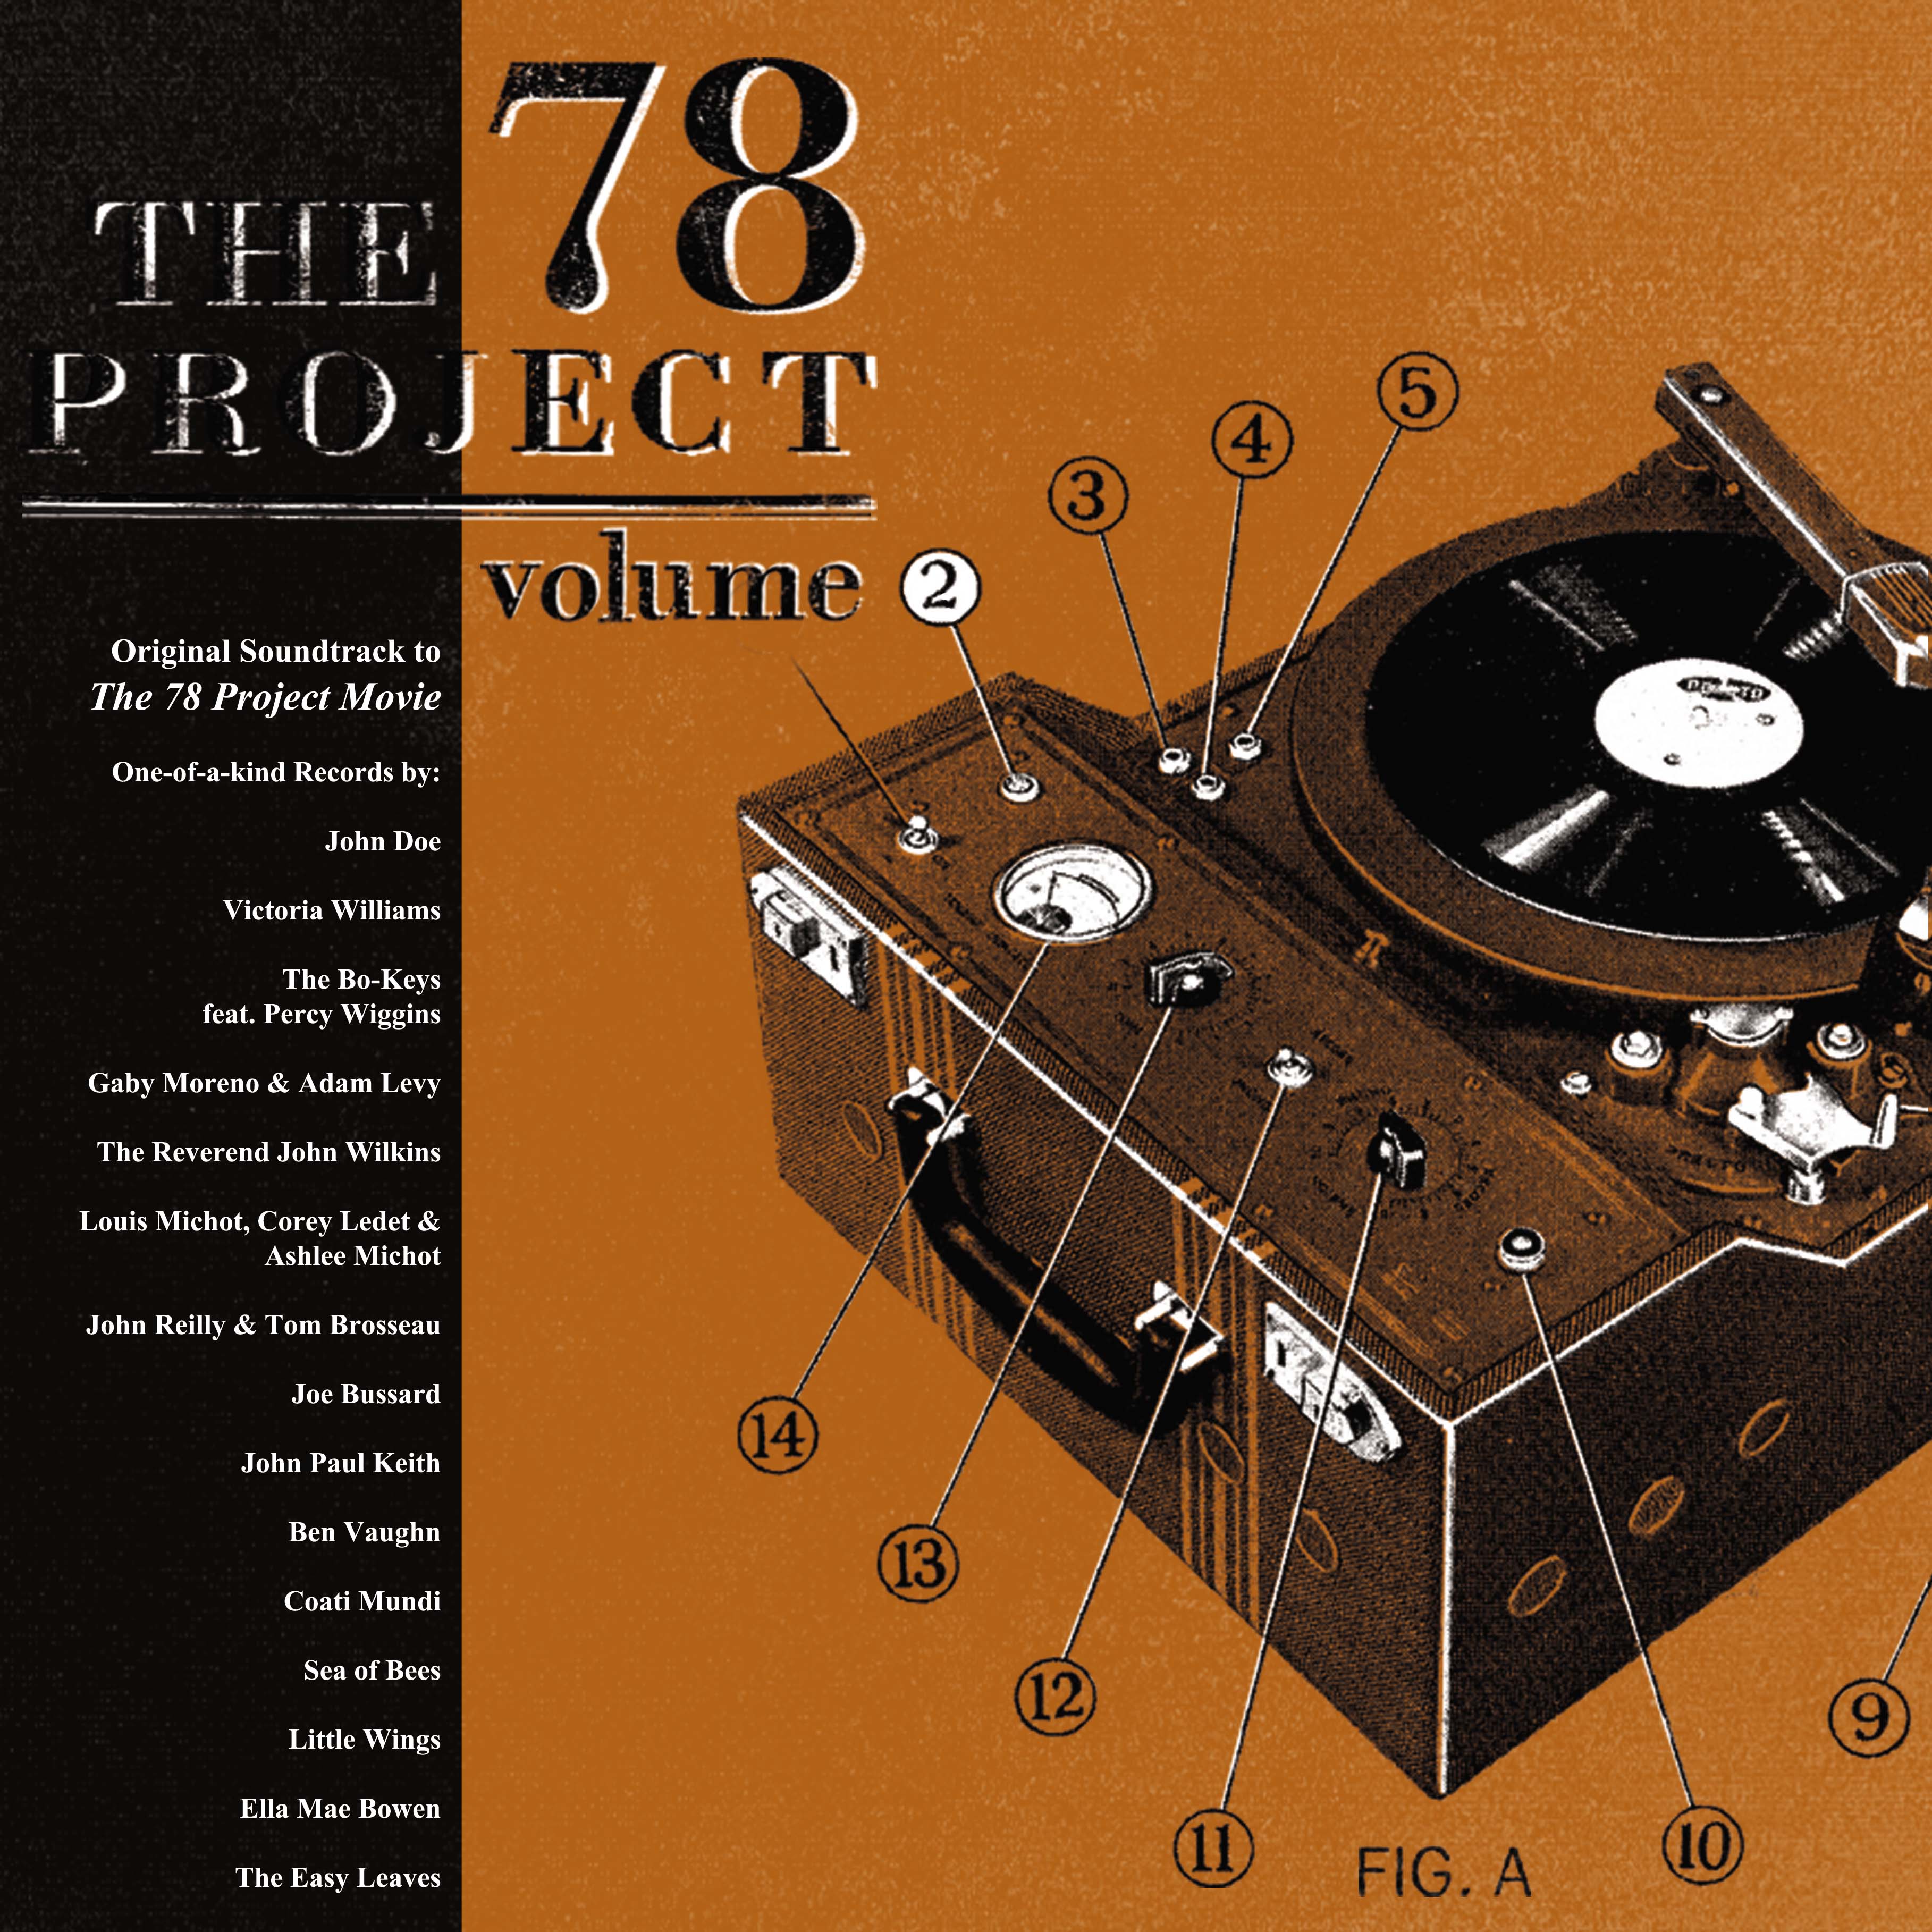 THE 78
PROJECT
volume 2
Original Soundtrack to
The 78 Project Movie
One-of-a-kind Records by:
John Doe
Victoria Williams
The Bo-Keys
feat. Percy Wiggins
Gaby Moreno & Adam Levy
The Reverend John Wilkins
Louis Michot, Corey Ledet &
Ashlee Michot
John Reilly & Tom Brosseau
Joe Bussard
John Paul Keith
Ben Vaughn
Coati Mundi
Sea of Bees
Little Wings
Ella Mae Bowen
The Easy Leaves
3
4
5
14
13
12
11
10
9
FIG. A
PRESTO